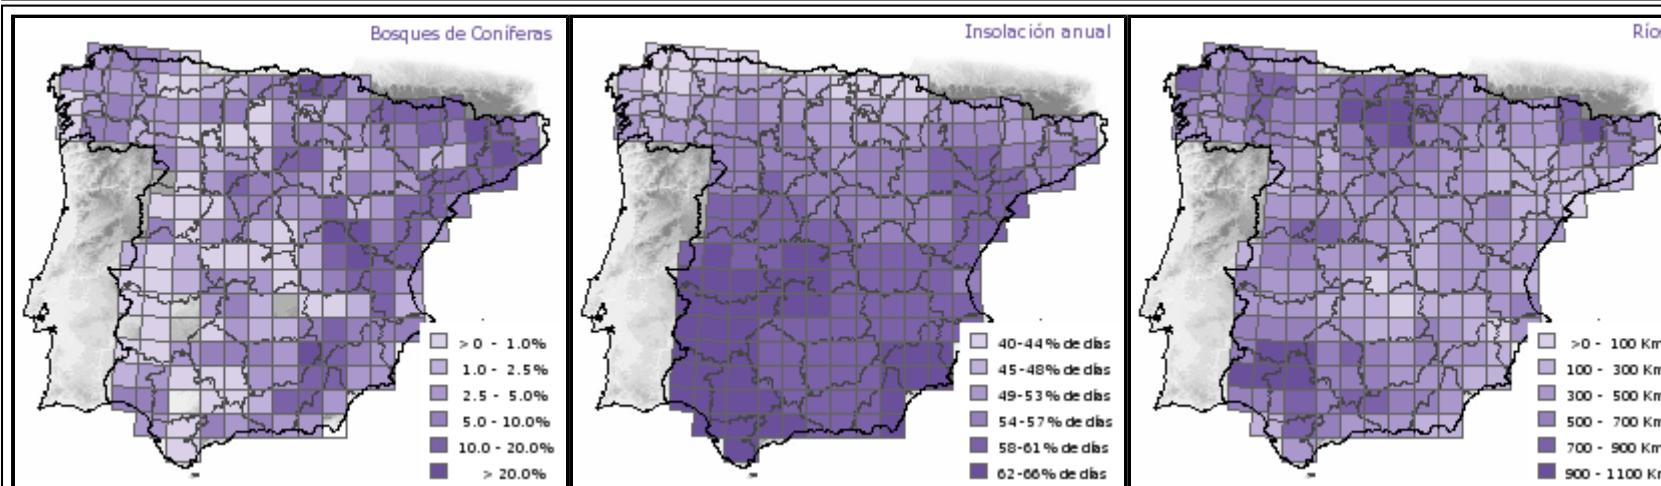 Bosques de Coníferas
> 0 - 1.0%
1.0 - 2.5%
2.5 - 5.0%
5.0 - 10.0%
10.0 - 20.0%
> 20.0%
Insolación anual
40-44% de días
45-48% de días
49-53% de días
54-57% de días
58-61% de días
62-66% de días
Ríos
>0 - 100 Km
100 - 300 Km
300 - 500 Km
500 - 700 Km
700 - 900 Km
900 - 1100 Km